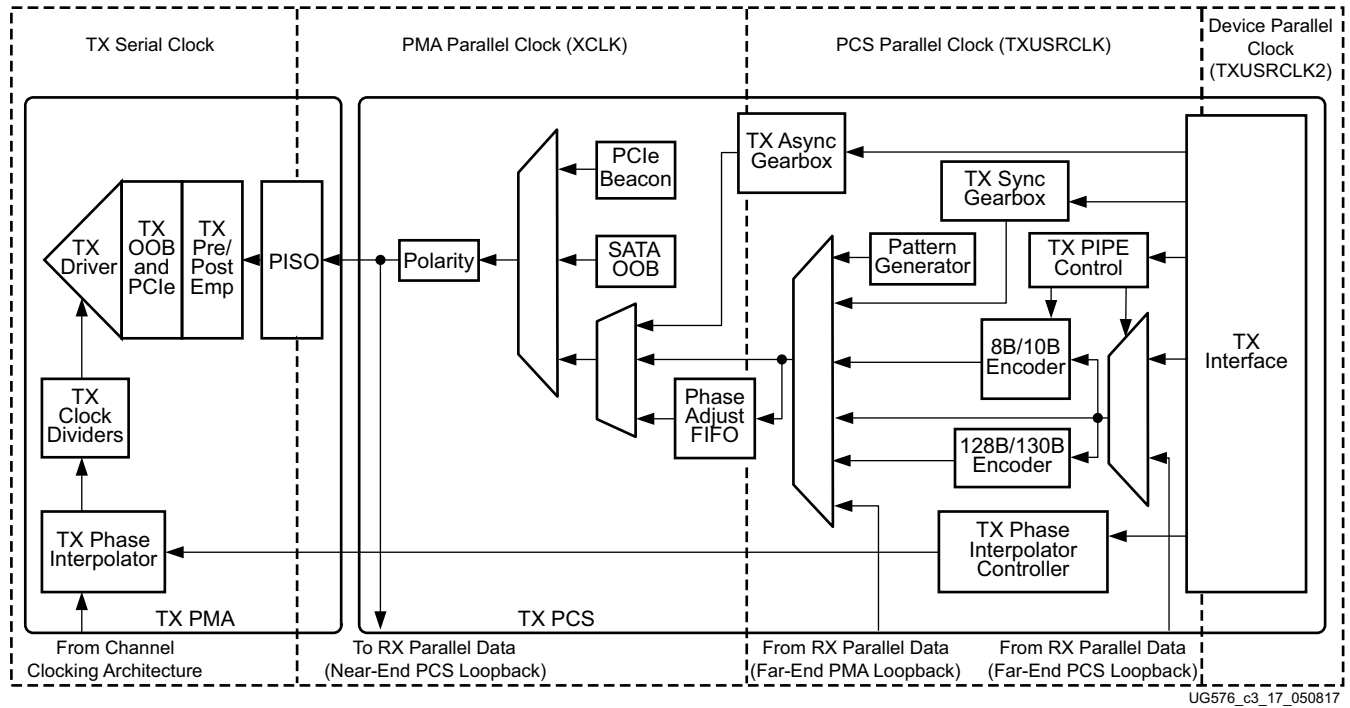 TX Serial Clock
PMA Parallel Clock (XCLK)
PCS Parallel Clock (TXUSRCLK)
Device Parallel
Clock
(TXUSRCLK2)
TX
Driver
TX
OOB
and
PCIe
TX
Pre/
Post
Emp
PISO
Polarity
PCIe
Beacon
SATA
OOB
TX Async
Gearbox
TX Sync
Gearbox
Pattern
Generator
TX PIPE
Control
8B/10B
Encoder
TX
Interface
TX
Clock
Dividers
Phase
Adjust
FIFO
128B/130B
Encoder
TX Phase
Interpolator
TX Phase
Interpolator
Controller
TX PMA
TX PCS
From Channel
Clocking Architecture
To RX Parallel Data
(Near-End PCS Loopback)
From RX Parallel Data
(Far-End PMA Loopback)
From RX Parallel Data
(Far-End PCS Loopback)
UG576_c3_17_050817